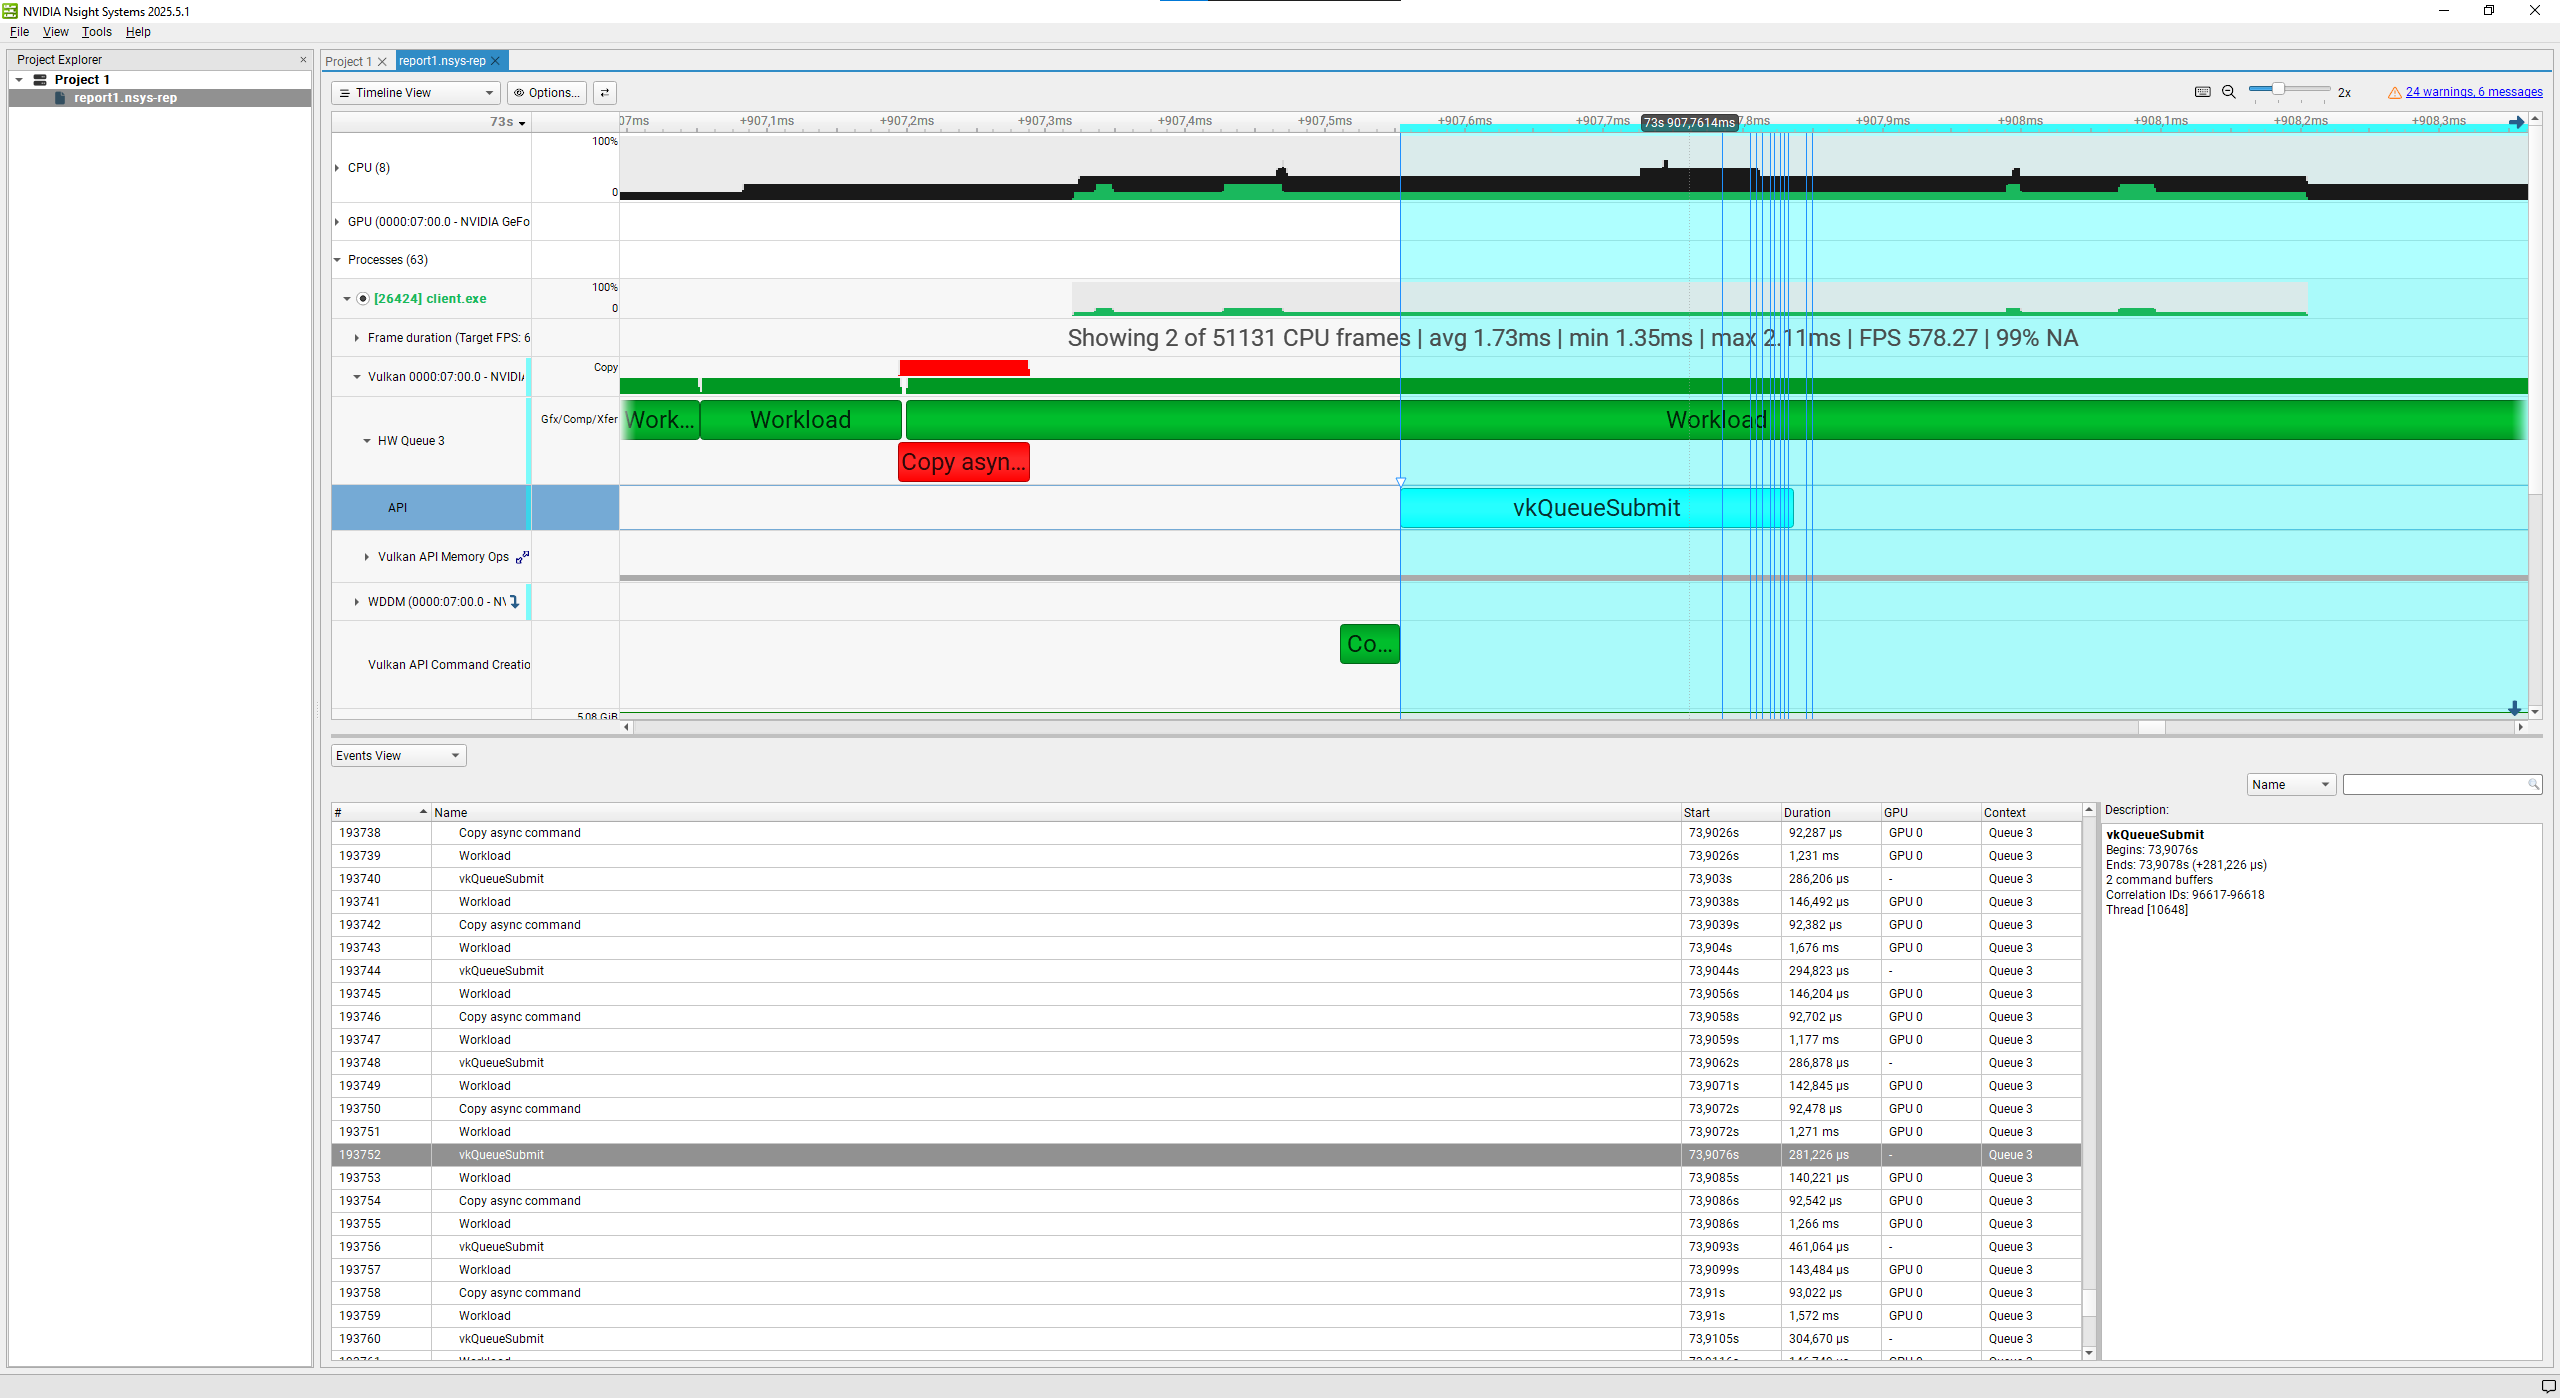 NVIDIA Nsight Systems 2025.5.1
File View Tools Help
Project Explorer
Project 1
report1.nsys-rep
Project 1
report1.nsys-rep
Timeline View
Options...
2x
24 warnings, 6 messages
73s
07ms +907,1ms +907,2ms +907,3ms +907,4ms +907,5ms +907,6ms +907,7ms 73s 907,7614ms 8ms +907,9ms +908ms +908,1ms +908,2ms +908,3ms
CPU (8)
100%
0
GPU (0000:07:00.0 - NVIDIA GeFo
Processes (63)
[26424] client.exe
100%
0
Frame duration (Target FPS: 6
Showing 2 of 51131 CPU frames | avg 1.73ms | min 1.35ms | max 2.11ms | FPS 578.27 | 99% NA
Vulkan 0000:07:00.0 - NVIDI
Copy
HW Queue 3
Gfx/Comp/Xfer
Work... Workload Workload
Copy asyn...
API
vkQueueSubmit
Vulkan API Memory Ops
WDDM (0000:07:00.0 - N
Vulkan API Command Creatio
Co...
5.08 GiB
Events View
Name
# Name Start Duration GPU Context
193738 Copy async command 73,9026s 92,287 µs GPU 0 Queue 3
193739 Workload 73,9026s 1,231 ms GPU 0 Queue 3
193740 vkQueueSubmit 73,903s 286,206 µs - Queue 3
193741 Workload 73,9038s 146,492 µs GPU 0 Queue 3
193742 Copy async command 73,9039s 92,382 µs GPU 0 Queue 3
193743 Workload 73,904s 1,676 ms GPU 0 Queue 3
193744 vkQueueSubmit 73,9044s 294,823 µs - Queue 3
193745 Workload 73,9056s 146,204 µs GPU 0 Queue 3
193746 Copy async command 73,9058s 92,702 µs GPU 0 Queue 3
193747 Workload 73,9059s 1,177 ms GPU 0 Queue 3
193748 vkQueueSubmit 73,9062s 286,878 µs - Queue 3
193749 Workload 73,9071s 142,845 µs GPU 0 Queue 3
193750 Copy async command 73,9072s 92,478 µs GPU 0 Queue 3
193751 Workload 73,9072s 1,271 ms GPU 0 Queue 3
193752 vkQueueSubmit 73,9076s 281,226 µs - Queue 3
193753 Workload 73,9085s 140,221 µs GPU 0 Queue 3
193754 Copy async command 73,9086s 92,542 µs GPU 0 Queue 3
193755 Workload 73,9086s 1,266 ms GPU 0 Queue 3
193756 vkQueueSubmit 73,9093s 461,064 µs - Queue 3
193757 Workload 73,9099s 143,484 µs GPU 0 Queue 3
193758 Copy async command 73,91s 93,022 µs GPU 0 Queue 3
193759 Workload 73,91s 1,572 ms GPU 0 Queue 3
193760 vkQueueSubmit 73,9105s 304,670 µs - Queue 3
Description:
vkQueueSubmit
Begins: 73,9076s
Ends: 73,9078s (+281,226 µs)
2 command buffers
Correlation IDs: 96617-96618
Thread [10648]